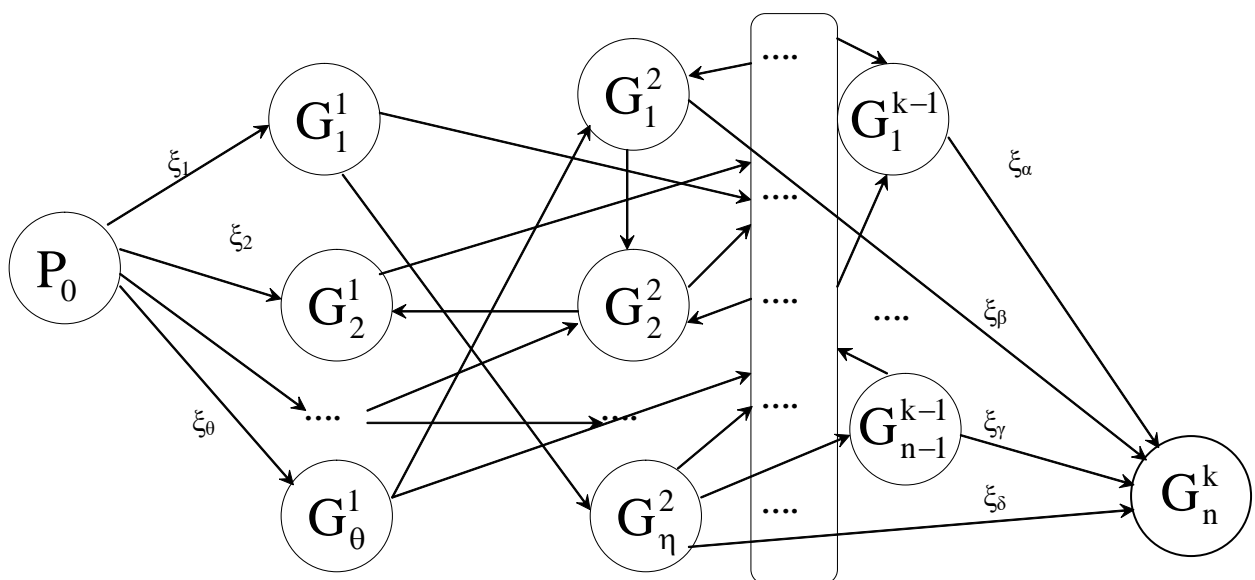 P₀
ξ₁
ξ₂
ξ_θ
G₁¹
G₂¹
....
G_θ¹
G₁²
G₂²
....
G_η²
....
....
....
....
....
G₁ᵏ⁻¹
....
G_{n−1}^{k−1}
ξ_α
ξ_β
ξ_γ
ξ_δ
G_n^k